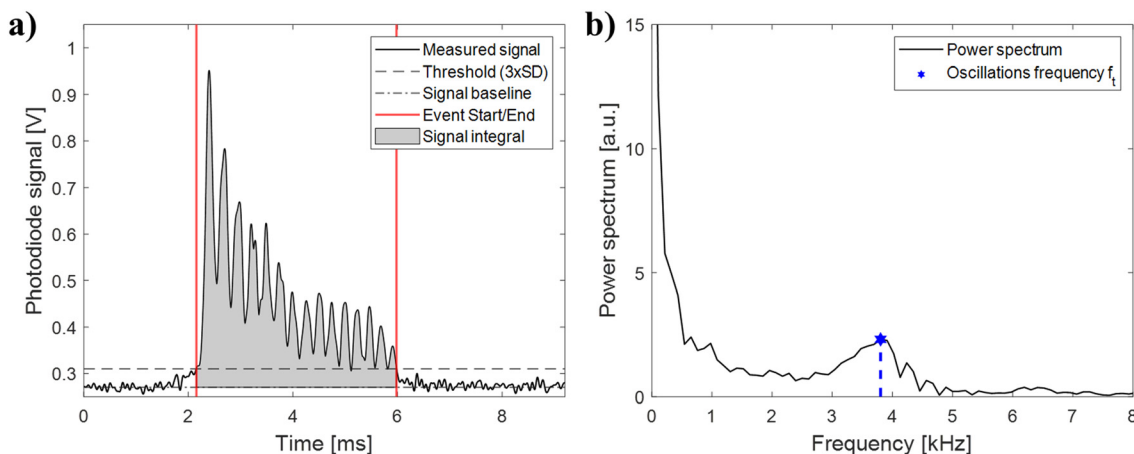 a)
Photodiode signal [V]
1
0.9
0.8
0.7
0.6
0.5
0.4
0.3
Measured signal
Threshold (3xSD)
Signal baseline
Event Start/End
Signal integral
0
2
4
6
8
Time [ms]
b)
Power spectrum [a.u.]
15
10
5
0
Power spectrum
Oscillations frequency f_t
0
1
2
3
4
5
6
7
8
Frequency [kHz]